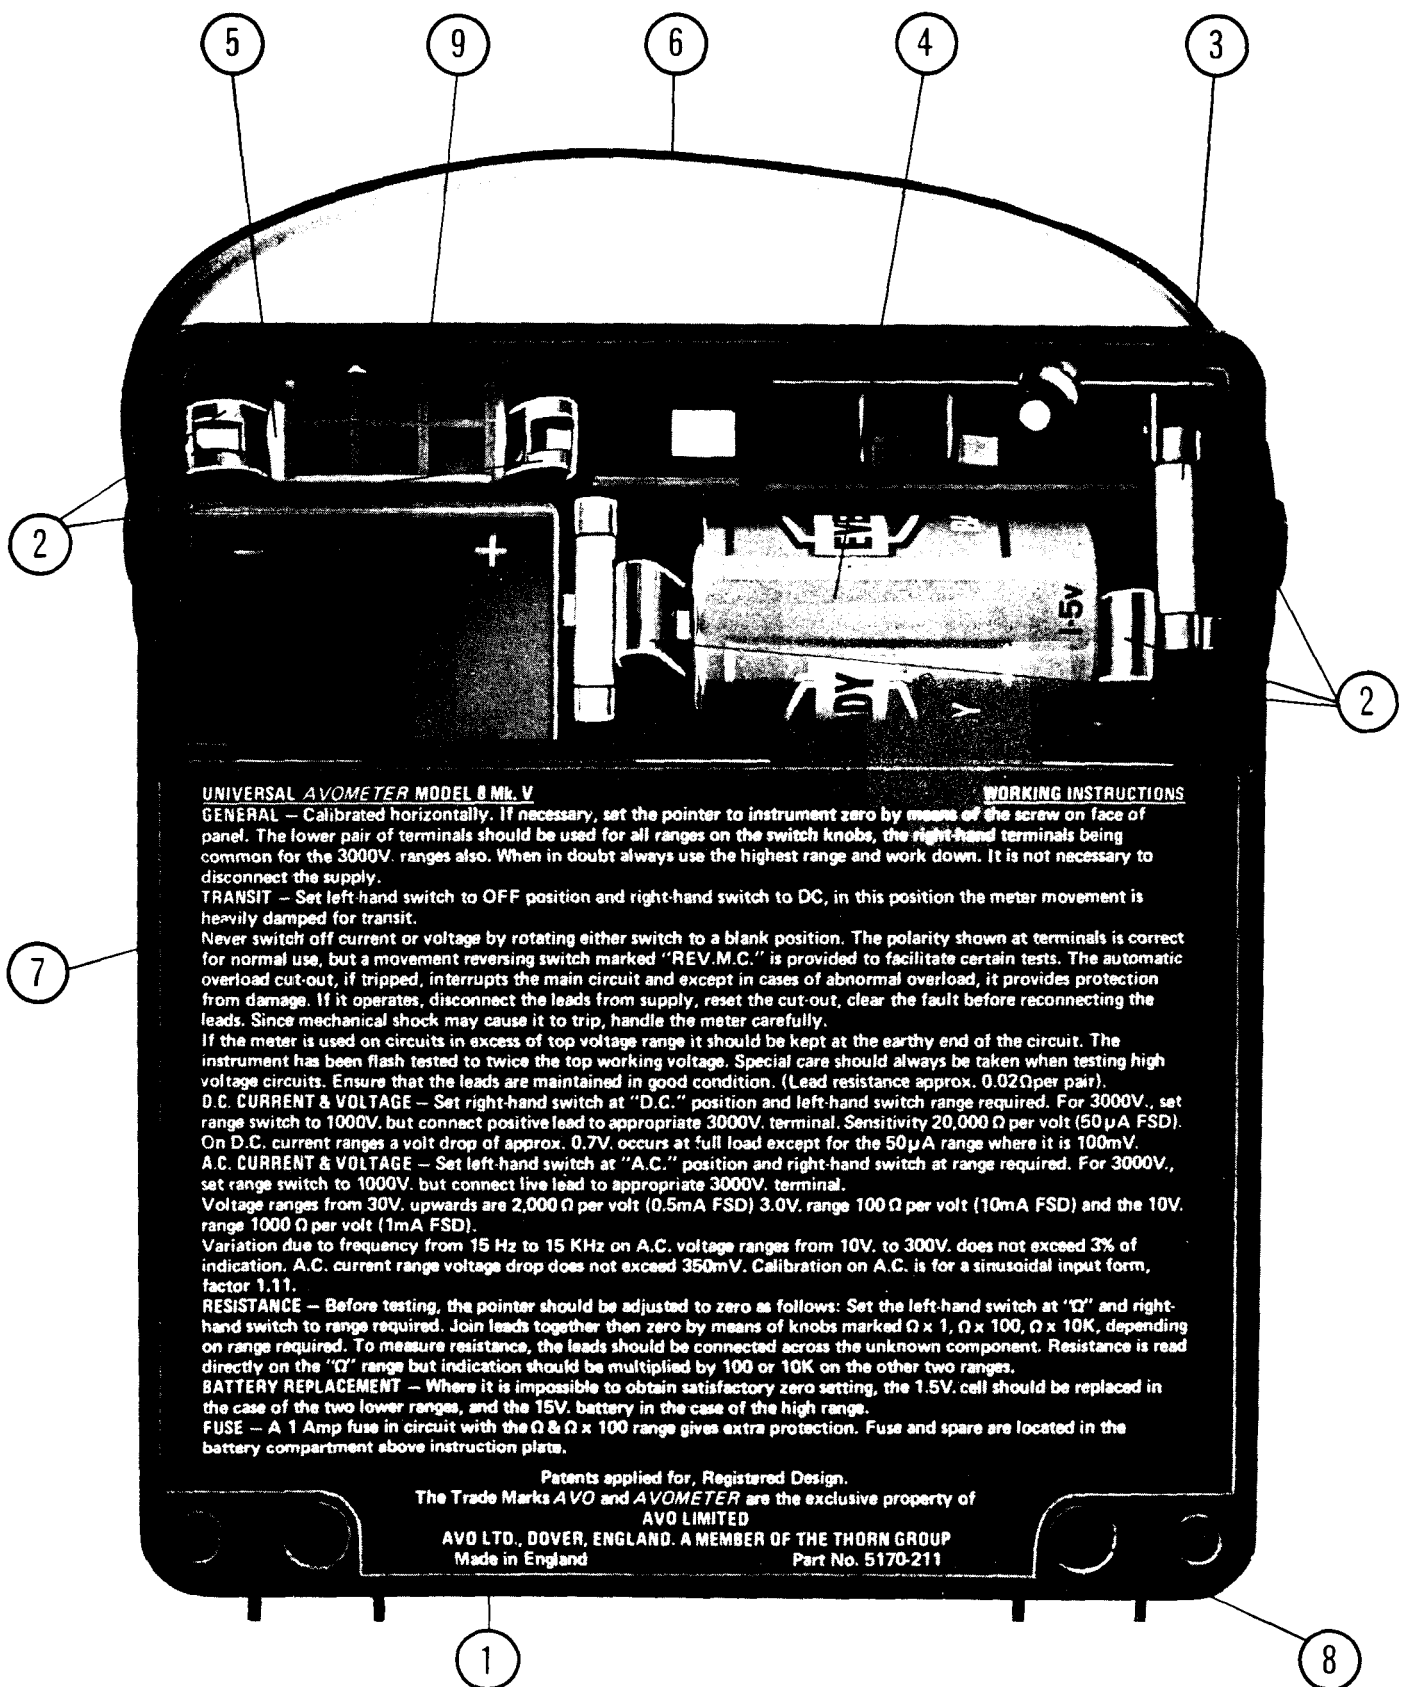 5 9 6 4 3
2
− +
EV
1·5v
2
DY
Y
UNIVERSAL AVOMETER MODEL 8 Mk. V WORKING INSTRUCTIONS
GENERAL — Calibrated horizontally. If necessary, set the pointer to instrument zero by means of the screw on face of
panel. The lower pair of terminals should be used for all ranges on the switch knobs, the right-hand terminals being
common for the 3000V. ranges also. When in doubt always use the highest range and work down. It is not necessary to
disconnect the supply.
TRANSIT — Set left-hand switch to OFF position and right-hand switch to DC, in this position the meter movement is
heavily damped for transit.
7
Never switch off current or voltage by rotating either switch to a blank position. The polarity shown at terminals is correct
for normal use, but a movement reversing switch marked "REV.M.C." is provided to facilitate certain tests. The automatic
overload cut-out, if tripped, interrupts the main circuit and except in cases of abnormal overload, it provides protection
from damage. If it operates, disconnect the leads from supply, reset the cut-out, clear the fault before reconnecting the
leads. Since mechanical shock may cause it to trip, handle the meter carefully.
If the meter is used on circuits in excess of top voltage range it should be kept at the earthy end of the circuit. The
instrument has been flash tested to twice the top working voltage. Special care should always be taken when testing high
voltage circuits. Ensure that the leads are maintained in good condition. (Lead resistance approx. 0.02Ω per pair).
D.C. CURRENT & VOLTAGE — Set right-hand switch at "D.C." position and left-hand switch range required. For 3000V., set
range switch to 1000V. but connect positive lead to appropriate 3000V. terminal. Sensitivity 20,000 Ω per volt (50µA FSD).
On D.C. current ranges a volt drop of approx. 0.7V. occurs at full load except for the 50µA range where it is 100mV.
A.C. CURRENT & VOLTAGE — Set left-hand switch at "A.C." position and right-hand switch at range required. For 3000V.,
set range switch to 1000V. but connect live lead to appropriate 3000V. terminal.
Voltage ranges from 30V. upwards are 2,000 Ω per volt (0.5mA FSD) 3.0V. range 100 Ω per volt (10mA FSD) and the 10V.
range 1000 Ω per volt (1mA FSD).
Variation due to frequency from 15 Hz to 15 KHz on A.C. voltage ranges from 10V. to 300V. does not exceed 3% of
indication. A.C. current range voltage drop does not exceed 350mV. Calibration on A.C. is for a sinusoidal input form,
factor 1.11.
RESISTANCE — Before testing, the pointer should be adjusted to zero as follows: Set the left-hand switch at "Ω" and right-
hand switch to range required. Join leads together then zero by means of knobs marked Ω x 1, Ω x 100, Ω x 10K, depending
on range required. To measure resistance, the leads should be connected across the unknown component. Resistance is read
directly on the "Ω" range but indication should be multiplied by 100 or 10K on the other two ranges.
BATTERY REPLACEMENT — Where it is impossible to obtain satisfactory zero setting, the 1.5V. cell should be replaced in
the case of the two lower ranges, and the 15V. battery in the case of the high range.
FUSE — A 1 Amp fuse in circuit with the Ω & Ω x 100 range gives extra protection. Fuse and spare are located in the
battery compartment above instruction plate.
Patents applied for, Registered Design.
The Trade Marks AVO and AVOMETER are the exclusive property of
AVO LIMITED
AVO LTD., DOVER, ENGLAND. A MEMBER OF THE THORN GROUP
Made in England Part No. 5170-211
1 8